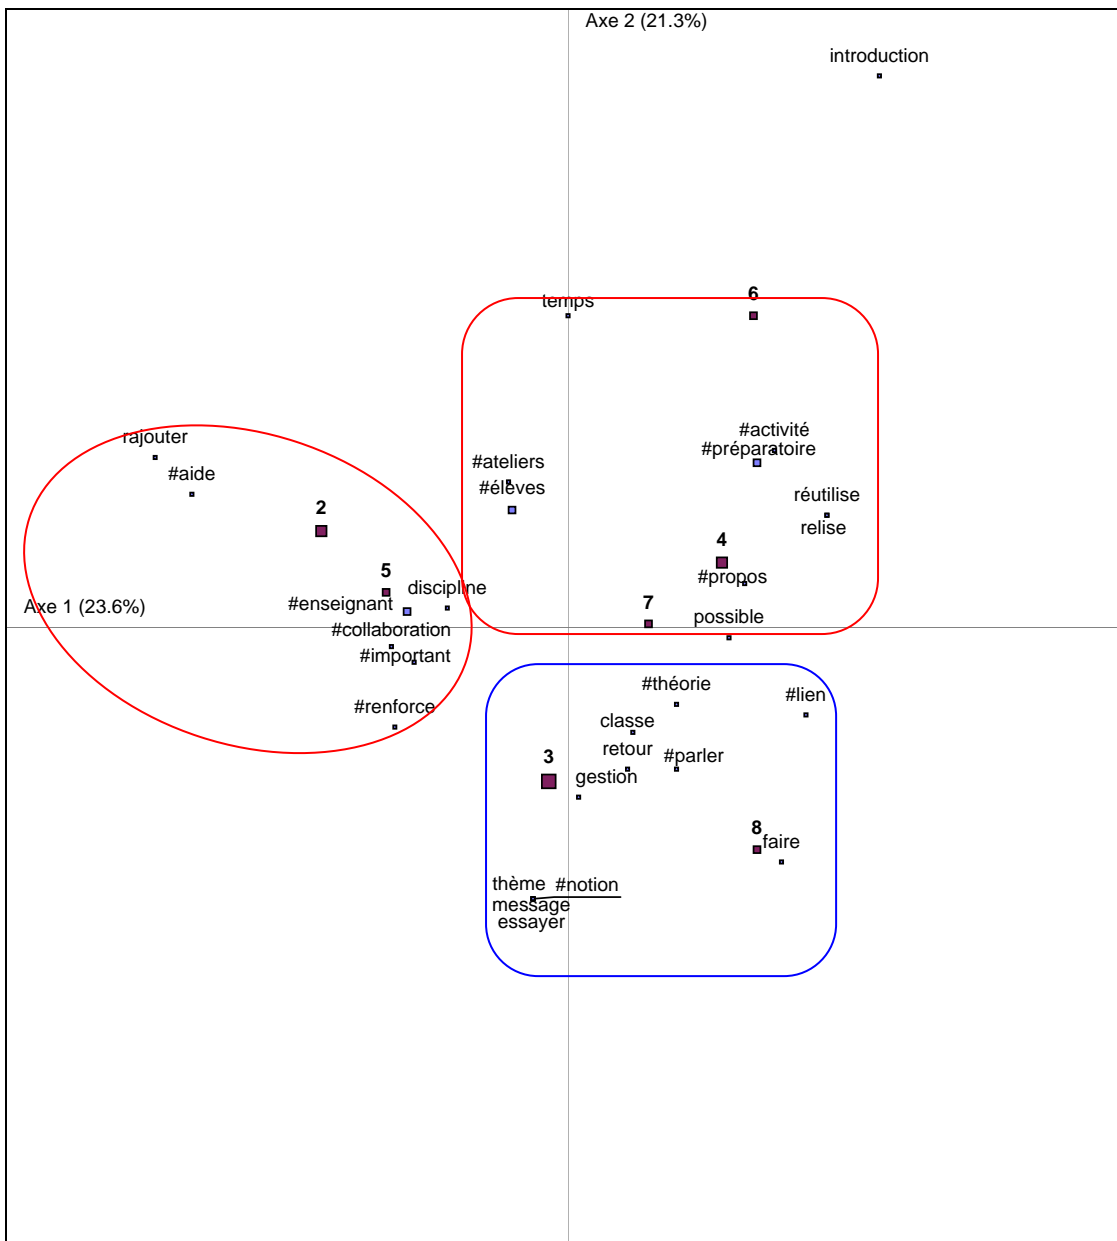 Axe 2 (21.3%)
introduction
6
temps
#activité
rajouter
#préparatoire
#ateliers
#aide
#élèves
réutilise
2
relise
4
5
#propos
discipline
#enseignant
7
Axe 1 (23.6%)
possible
#collaboration
#important
#théorie
#lien
#renforce
classe
retour
#parler
3
gestion
8
faire
thème #notion
message
essayer